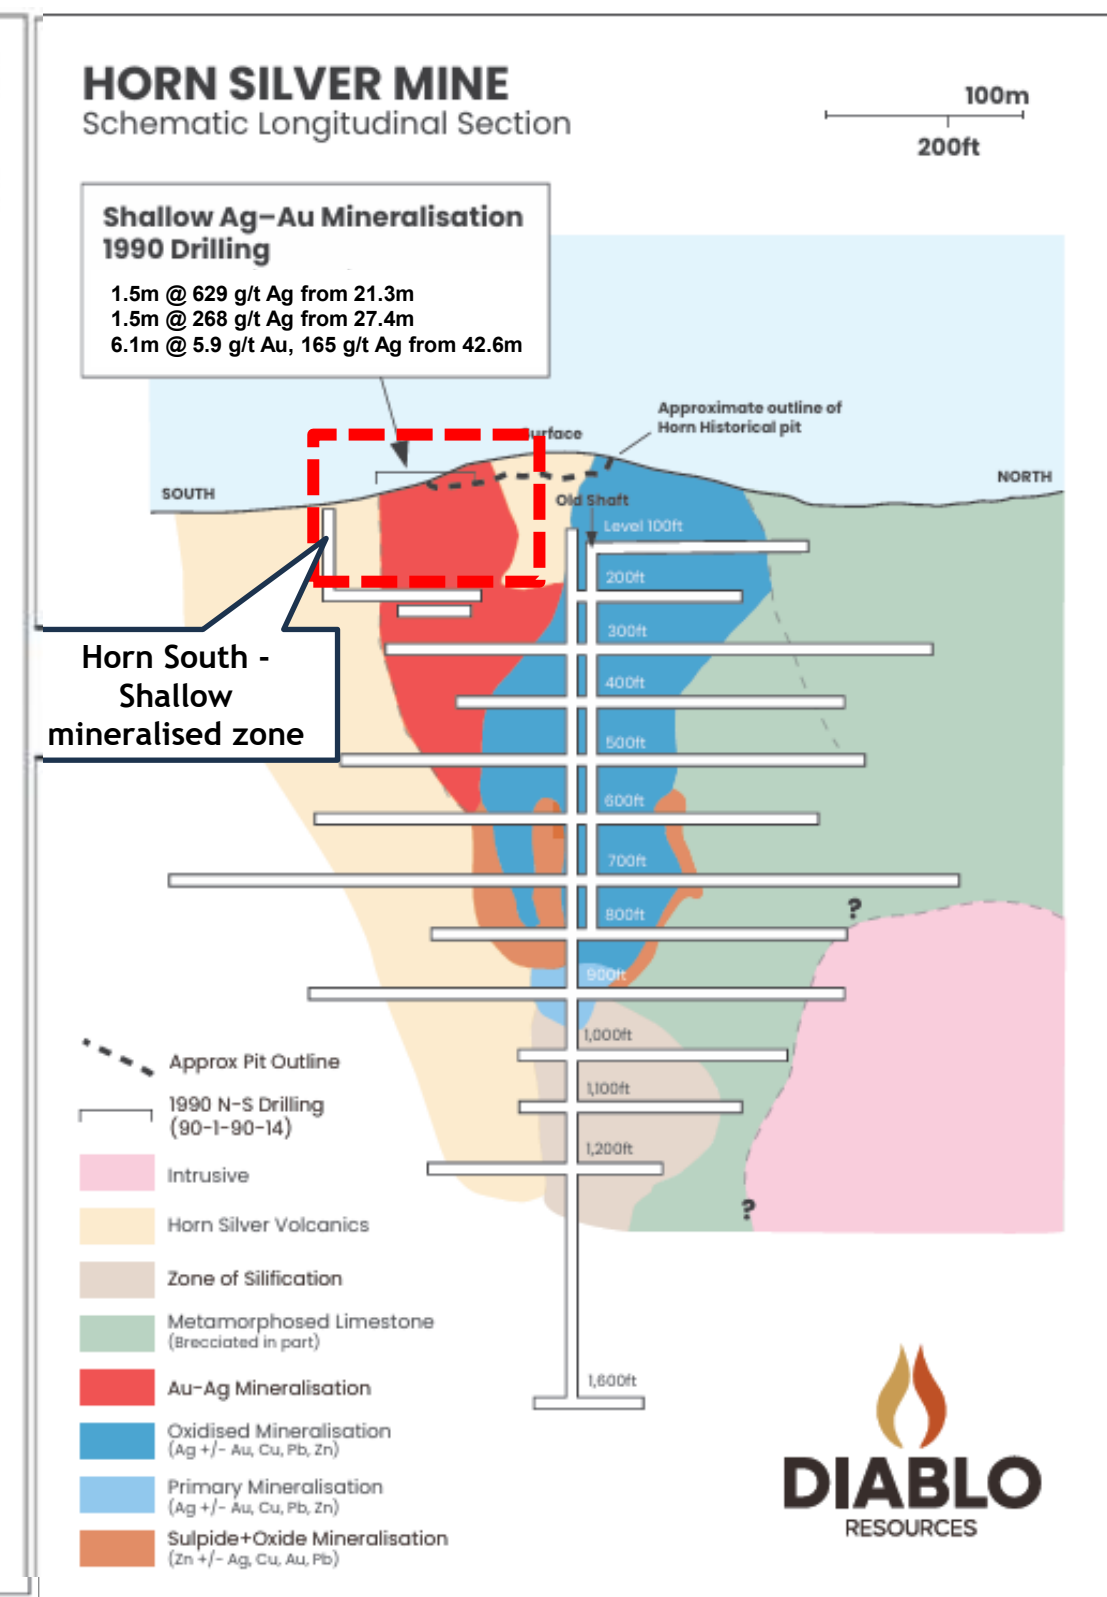 HORN SILVER MINE
Schematic Longitudinal Section
100m
200ft
Shallow Ag–Au Mineralisation
1990 Drilling
1.5m @ 629 g/t Ag from 21.3m
1.5m @ 268 g/t Ag from 27.4m
6.1m @ 5.9 g/t Au, 165 g/t Ag from 42.6m
Approximate outline of
Horn Historical pit
Surface
SOUTH
NORTH
Old Shaft
Level 100ft
200ft
300ft
400ft
500ft
600ft
700ft
800ft
900ft
1,000ft
1,100ft
1,200ft
1,600ft
Horn South -
Shallow
mineralised zone
?
?
Approx Pit Outline
1990 N-S Drilling
(90-1-90-14)
Intrusive
Horn Silver Volcanics
Zone of Silification
Metamorphosed Limestone
(Brecciated in part)
Au-Ag Mineralisation
Oxidised Mineralisation
(Ag +/- Au, Cu, Pb, Zn)
Primary Mineralisation
(Ag +/- Au, Cu, Pb, Zn)
Sulpide+Oxide Mineralisation
(Zn +/- Ag, Cu, Au, Pb)
DIABLO
RESOURCES